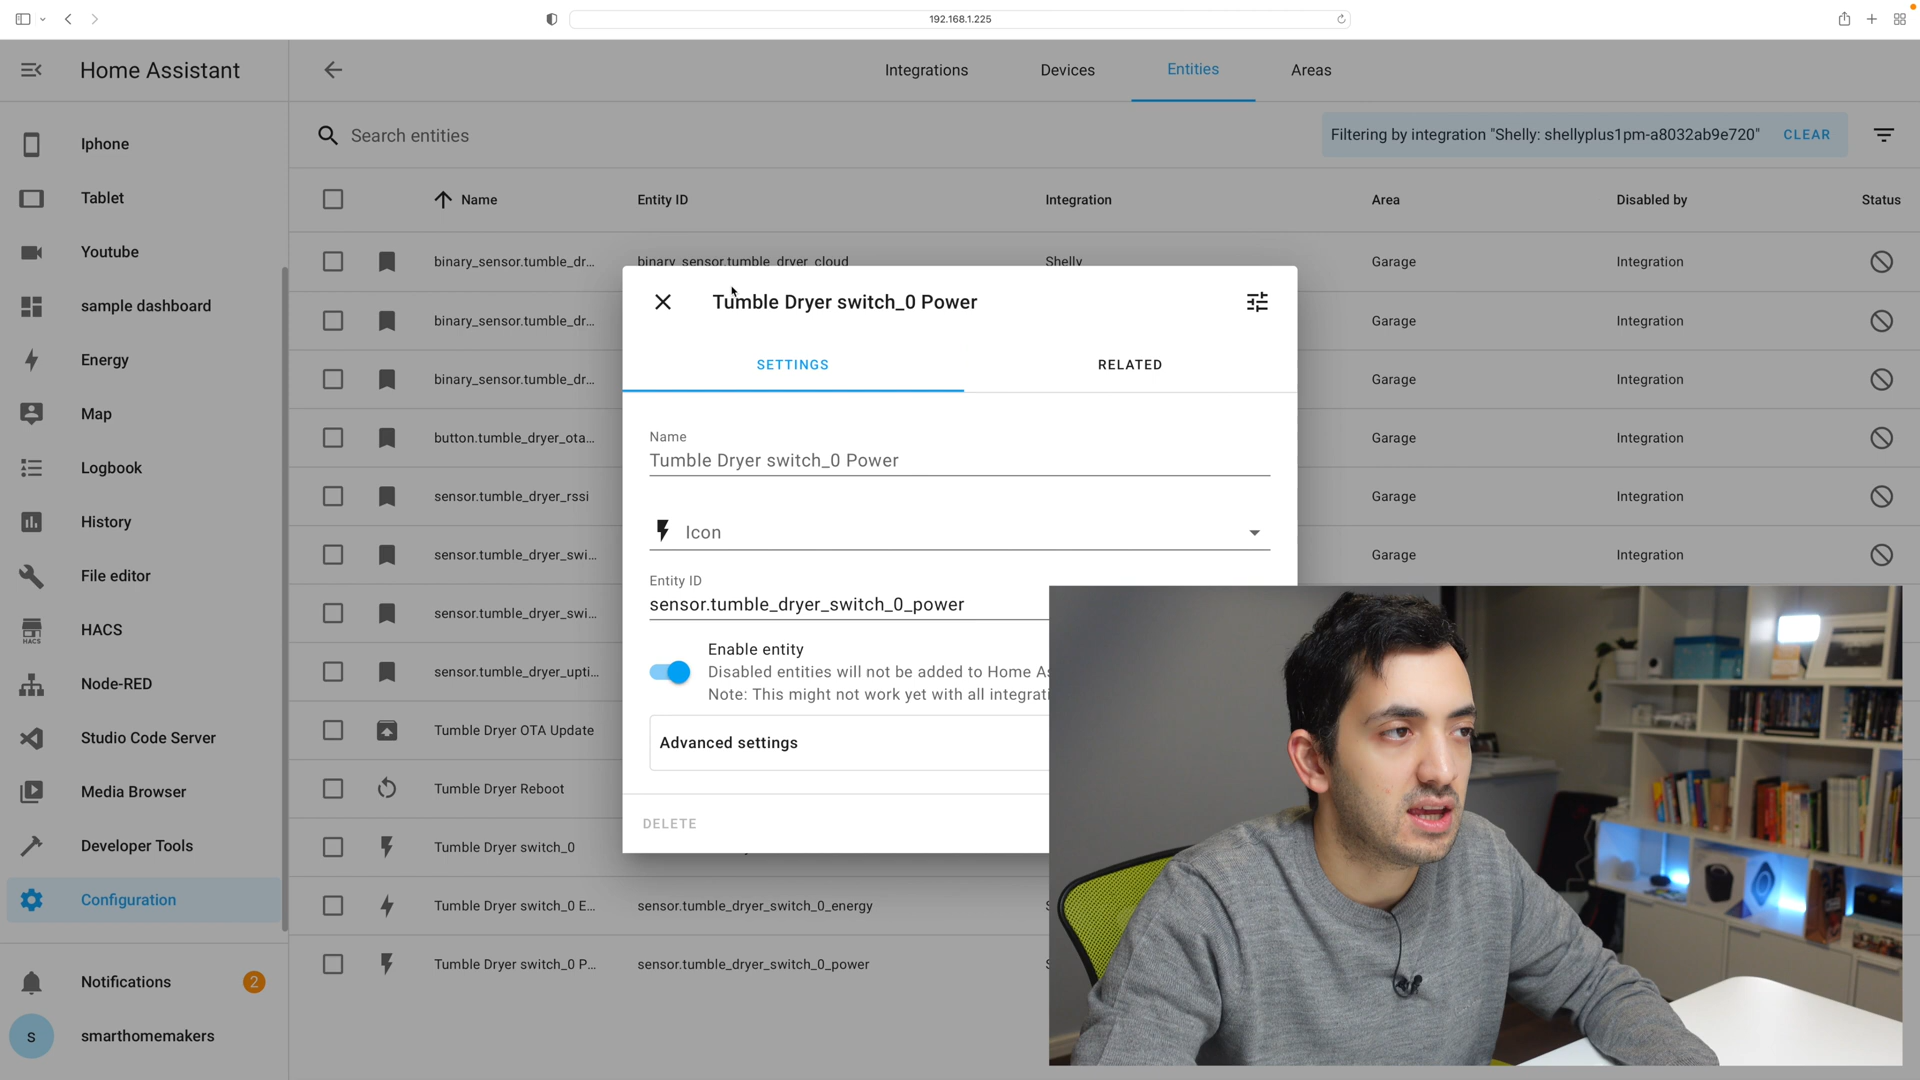 192.168.1.225
Home Assistant
Integrations
Devices
Entities
Areas
Search entities
Filtering by integration "Shelly: shellyplus1pm-a8032ab9e720"
CLEAR
Name
Entity ID
Integration
Area
Disabled by
Status
Iphone
Tablet
Youtube
sample dashboard
Energy
Map
Logbook
History
File editor
HACS
HACS
Node-RED
Studio Code Server
Media Browser
Developer Tools
Configuration
Notifications
2
s
smarthomemakers
binary_sensor.tumble_dr...
binary_sensor.tumble_dryer_cloud
Shelly
Garage
Integration
binary_sensor.tumble_dr...
Garage
Integration
binary_sensor.tumble_dr...
Garage
Integration
button.tumble_dryer_ota...
Garage
Integration
sensor.tumble_dryer_rssi
Garage
Integration
sensor.tumble_dryer_swi...
Garage
Integration
sensor.tumble_dryer_swi...
sensor.tumble_dryer_upti...
Tumble Dryer OTA Update
Tumble Dryer Reboot
Tumble Dryer switch_0
Tumble Dryer switch_0 E...
sensor.tumble_dryer_switch_0_energy
Tumble Dryer switch_0 P...
sensor.tumble_dryer_switch_0_power
Tumble Dryer switch_0 Power
SETTINGS
RELATED
Name
Tumble Dryer switch_0 Power
Icon
Entity ID
sensor.tumble_dryer_switch_0_power
Enable entity
Disabled entities will not be added to Home
Note: This might not work yet with all
Advanced settings
DELETE